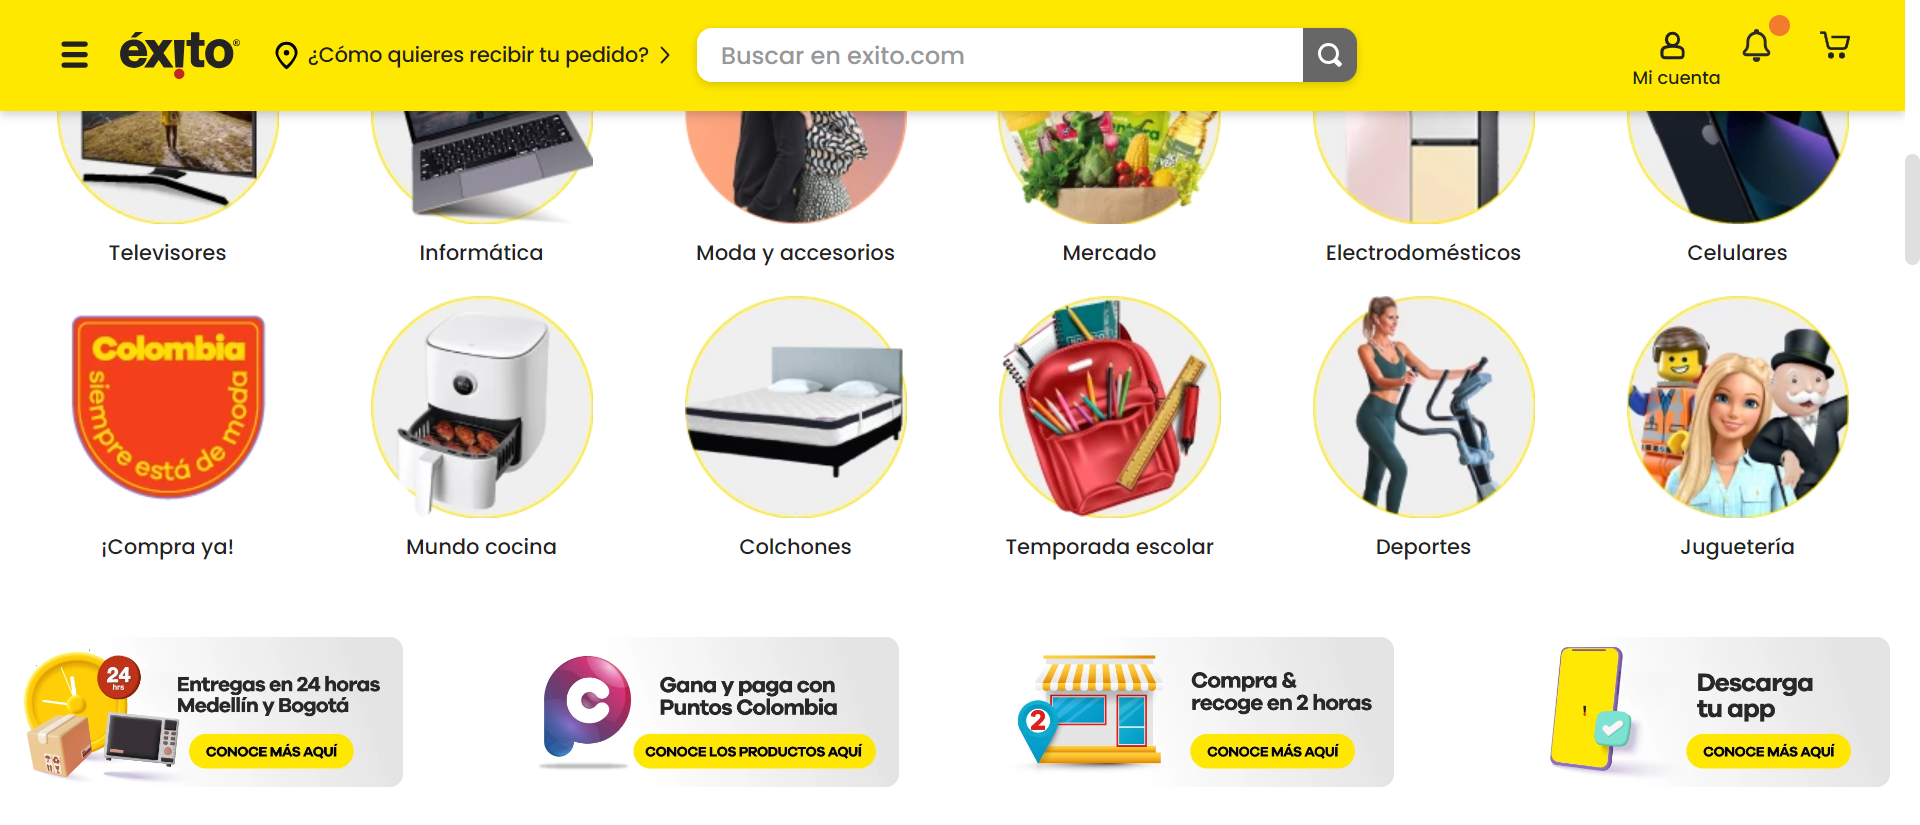 éxito®
¿Cómo quieres recibir tu pedido?
Buscar en exito.com
Mi cuenta
Televisores
Informática
Moda y accesorios
Mercado
Electrodomésticos
Celulares
Colombia
siempre está de moda
¡Compra ya!
Mundo cocina
Colchones
Temporada escolar
Deportes
Juguetería
24
hrs
Entregas en 24 horas
Medellín y Bogotá
CONOCE MÁS AQUÍ
Gana y paga con
Puntos Colombia
CONOCE LOS PRODUCTOS AQUÍ
2
Compra &
recoge en 2 horas
CONOCE MÁS AQUÍ
Descarga
tu app
CONOCE MÁS AQUÍ